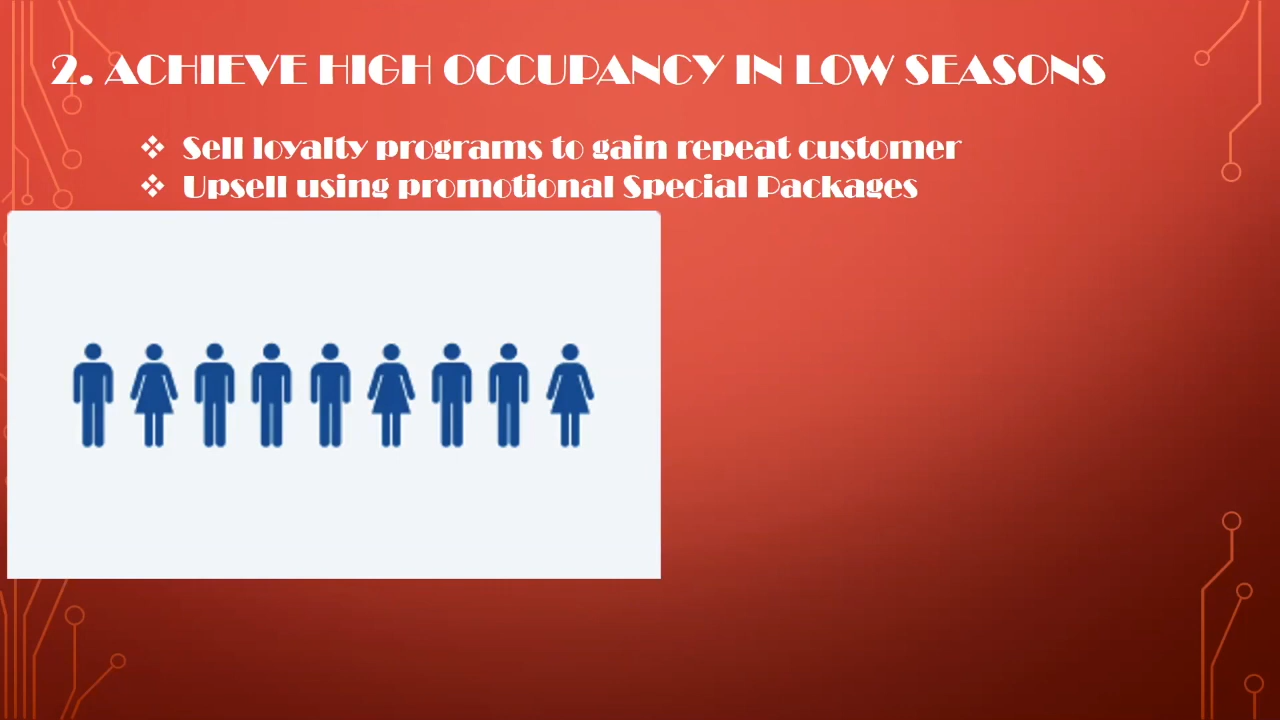 2. ACHIEVE HIGH OCCUPANCY IN LOW SEASONS
❖ Sell loyalty programs to gain repeat customer
❖ Upsell using promotional Special Packages